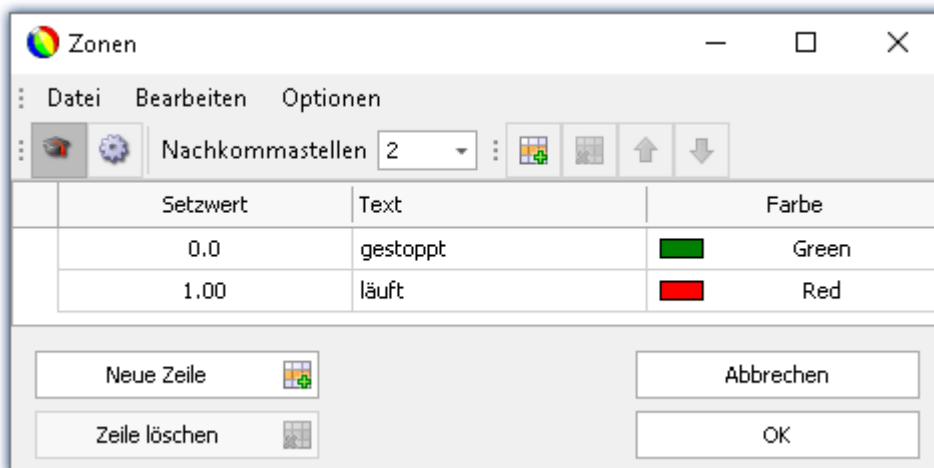 Zonen
Datei Bearbeiten Optionen
Nachkommastellen 2
Setzwert Text Farbe
0.0 gestoppt Green
1.00 läuft Red
Neue Zeile Abbrechen
Zeile löschen OK